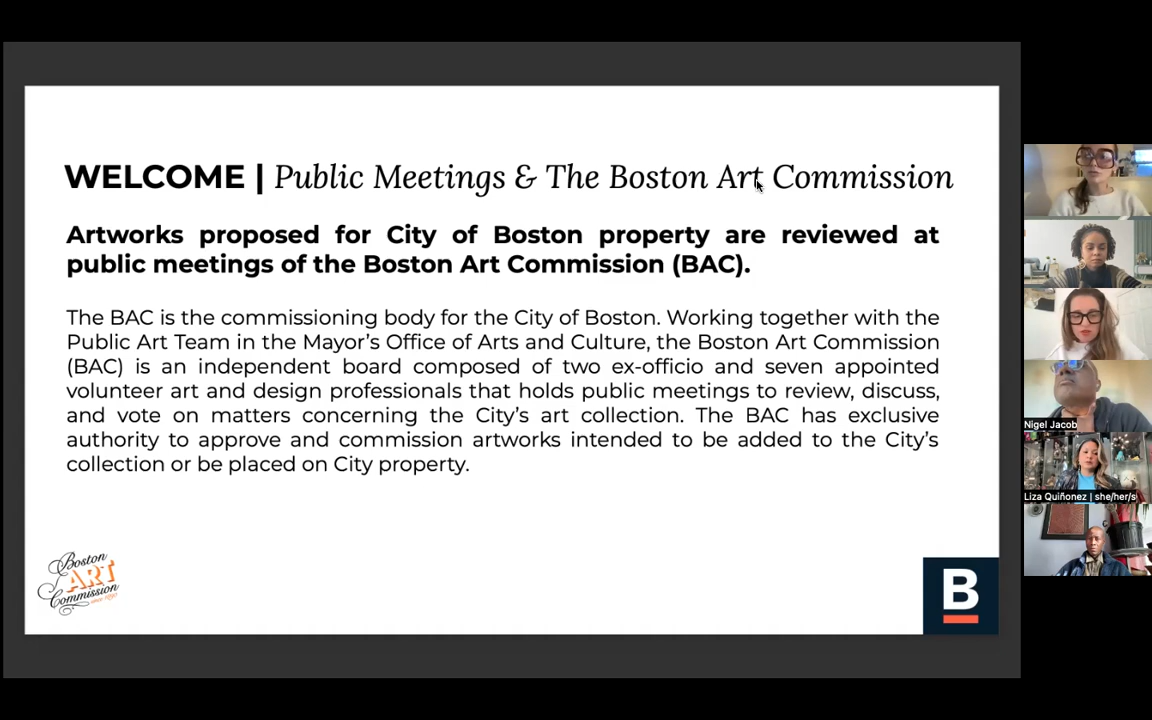 WELCOME | Public Meetings & The Boston Art Commission
Artworks proposed for City of Boston property are reviewed at
public meetings of the Boston Art Commission (BAC).
The BAC is the commissioning body for the City of Boston. Working together with the
Public Art Team in the Mayor's Office of Arts and Culture, the Boston Art Commission
(BAC) is an independent board composed of two ex-officio and seven appointed
volunteer art and design professionals that holds public meetings to review, discuss,
and vote on matters concerning the City's art collection. The BAC has exclusive
authority to approve and commission artworks intended to be added to the City's
collection or be placed on City property.
Nigel Jacob
Liza Quiñonez | she/her/s
Boston
ART
Commission
since 1890
B